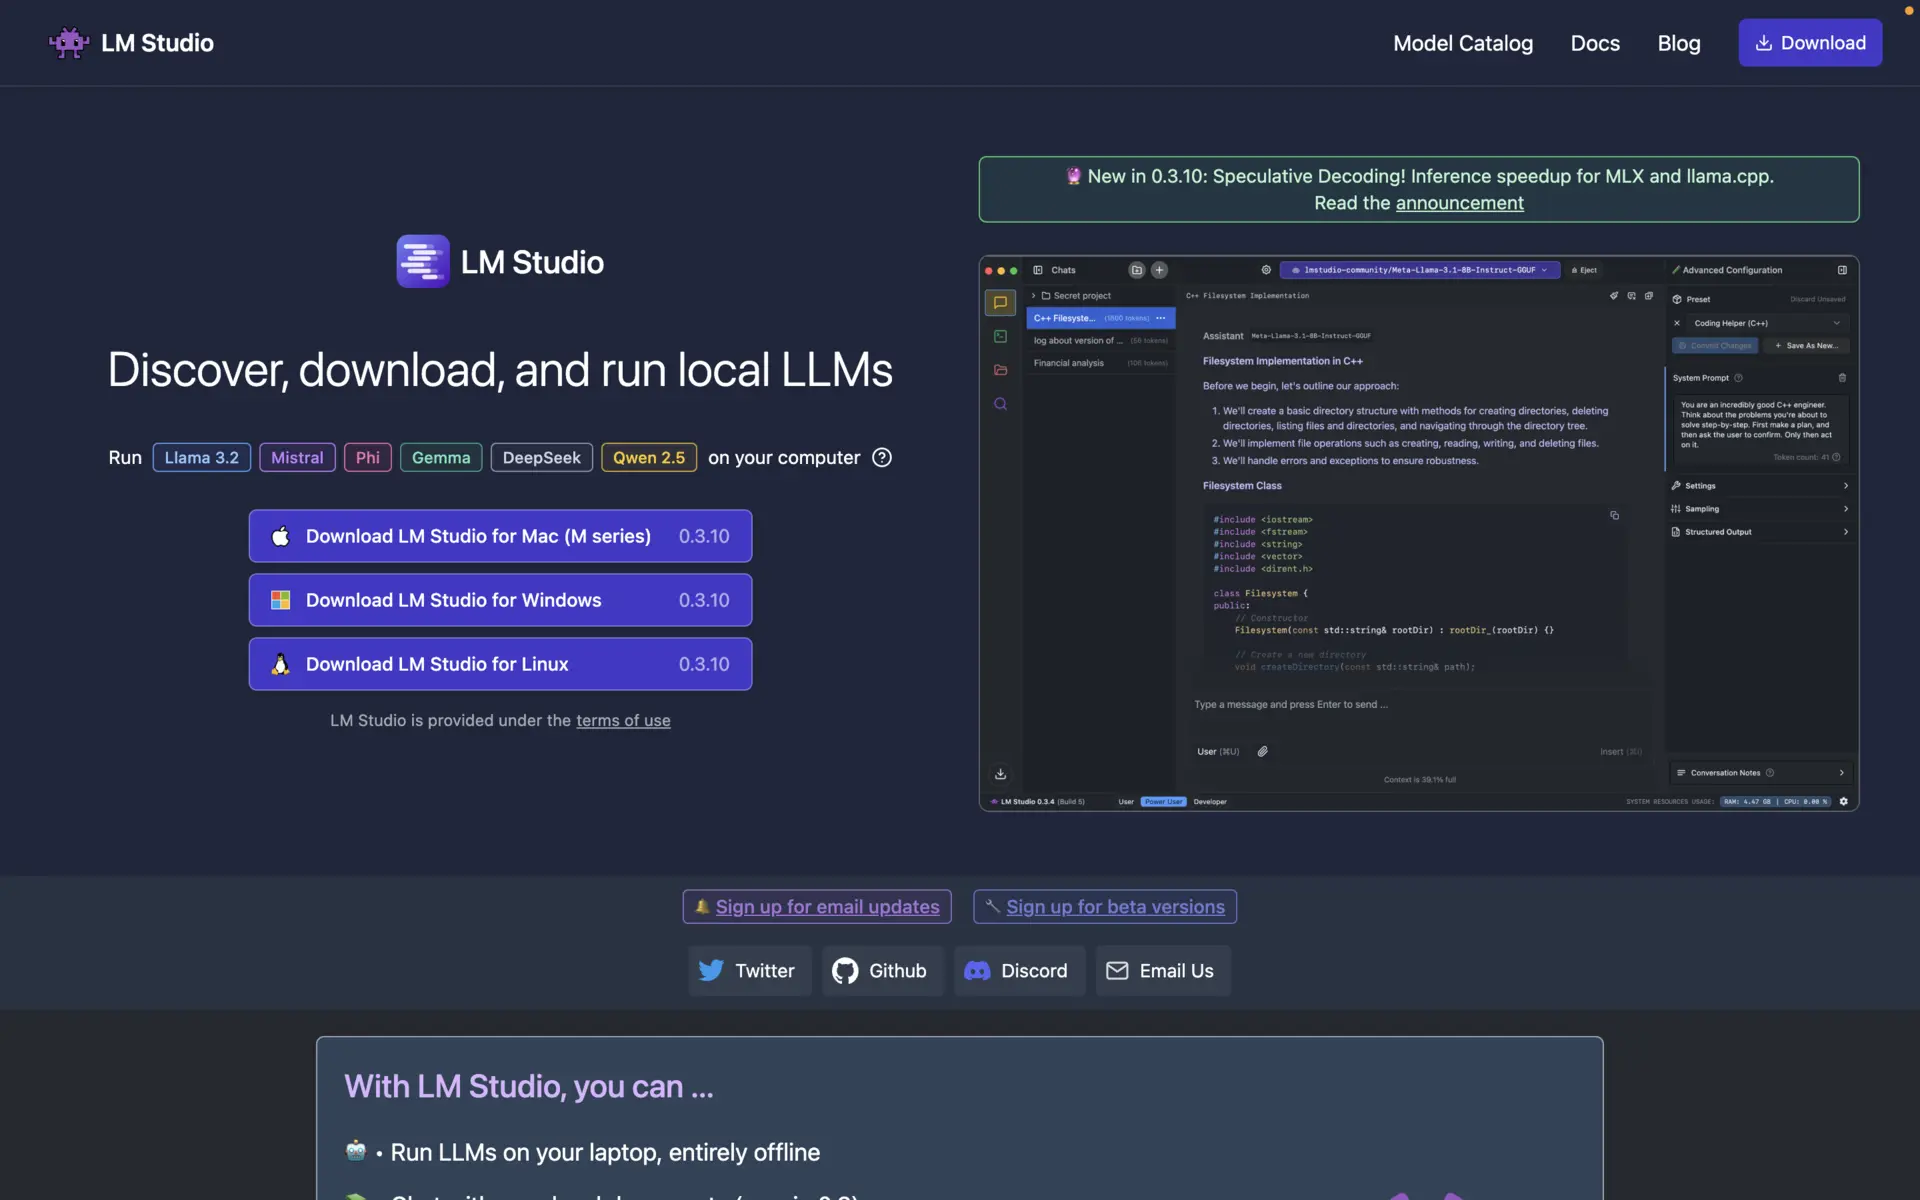 LM Studio
Model Catalog
Docs
Blog
Download
LM Studio
Discover, download, and run local LLMs
Run Llama 3.2 Mistral Phi Gemma DeepSeek Qwen 2.5 on your computer
Download LM Studio for Mac (M series) 0.3.10
Download LM Studio for Windows 0.3.10
Download LM Studio for Linux 0.3.10
LM Studio is provided under the terms of use
New in 0.3.10: Speculative Decoding! Inference speedup for MLX and llama.cpp.
Read the announcement
Chats
lmstudio-community/Meta-Llama-3.1-8B-Instruct-GGUF
Eject
Advanced Configuration
Secret project
C++ Filesyste... (1800 tokens)
log about version of ... (56 tokens)
Financial analysis (106 tokens)
C++ Filesystem Implementation
Assistant Meta-Llama-3.1-8B-Instruct-GGUF
Filesystem Implementation in C++
Before we begin, let's outline our approach:
1. We'll create a basic directory structure with methods for creating directories, deleting
directories, listing files and directories, and navigating through the directory tree.
2. We'll implement file operations such as creating, reading, writing, and deleting files.
3. We'll handle errors and exceptions to ensure robustness.
Filesystem Class
#include <iostream>
#include <fstream>
#include <string>
#include <vector>
#include <dirent.h>
class Filesystem {
public:
// Constructor
Filesystem(const std::string& rootDir) : rootDir_(rootDir) {}
// Create a new directory
void createDirectory(const std::string& path);
Type a message and press Enter to send ...
User (⌘U)
Insert (⌘I)
Context is 39.1% full
Preset
Discard Unsaved
Coding Helper (C++)
Commit Changes
+ Save As New...
System Prompt
You are an incredibly good C++ engineer.
Think about the problems you're about to
solve step-by-step. First make a plan, and
then ask the user to confirm. Only then act
on it.
Token count: 41
Settings
Sampling
Structured Output
Conversation Notes
LM Studio 0.3.4 (Build 5)
User
Power User
Developer
SYSTEM RESOURCES USAGE: RAM: 4.47 GB | CPU: 0.00 %
Sign up for email updates
Sign up for beta versions
Twitter
Github
Discord
Email Us
With LM Studio, you can ...
• Run LLMs on your laptop, entirely offline